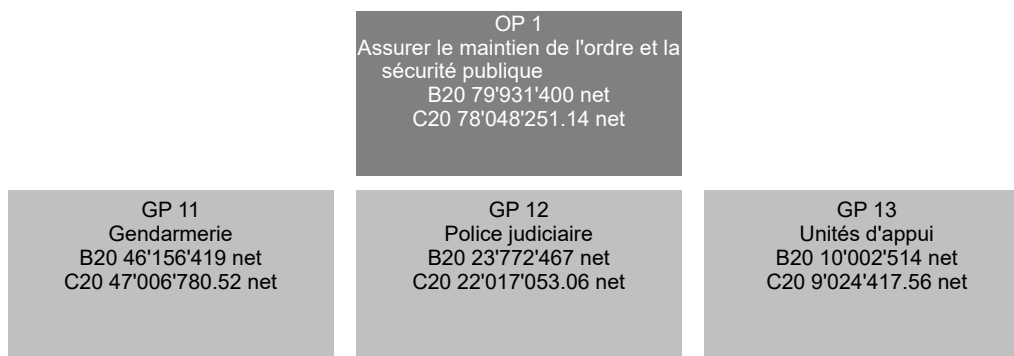 OP 1
Assurer le maintien de l'ordre et la
sécurité publique
B20 79'931'400 net
C20 78'048'251.14 net
GP 11
Gendarmerie
B20 46'156'419 net
C20 47'006'780.52 net
GP 12
Police judiciaire
B20 23'772'467 net
C20 22'017'053.06 net
GP 13
Unités d'appui
B20 10'002'514 net
C20 9'024'417.56 net